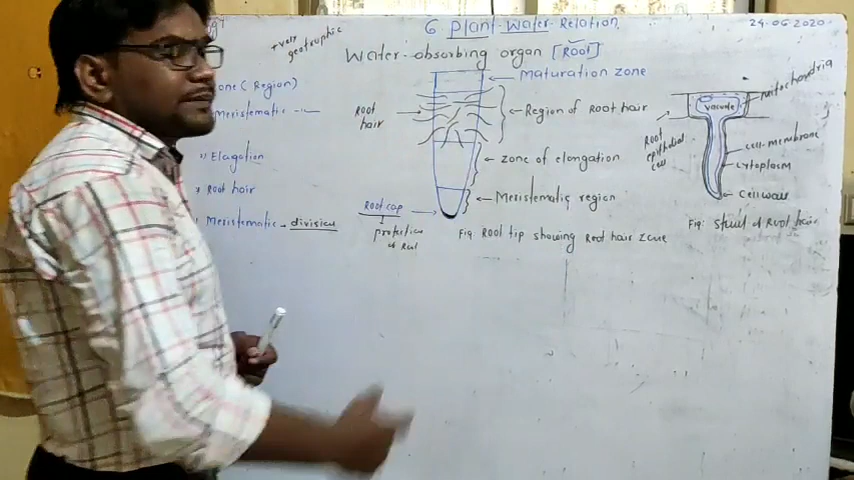 6 Plant-Water-Relation
24-06-2020
+very geotrophic
Water-absorbing organ [Root]
one (Region)
Meristematic
Elagation
Root hair
Meristematic - division
Maturation zone
Root hair
Region of Root hair
zone of elongation
Meristematic region
Root cap
protection of Root
Fig Root tip showing Root hair zone
mitochondria
vacuole
Root epithelial cell
cell-membrane
cytoplasm
Cell wall
Fig: Struct of Root hair